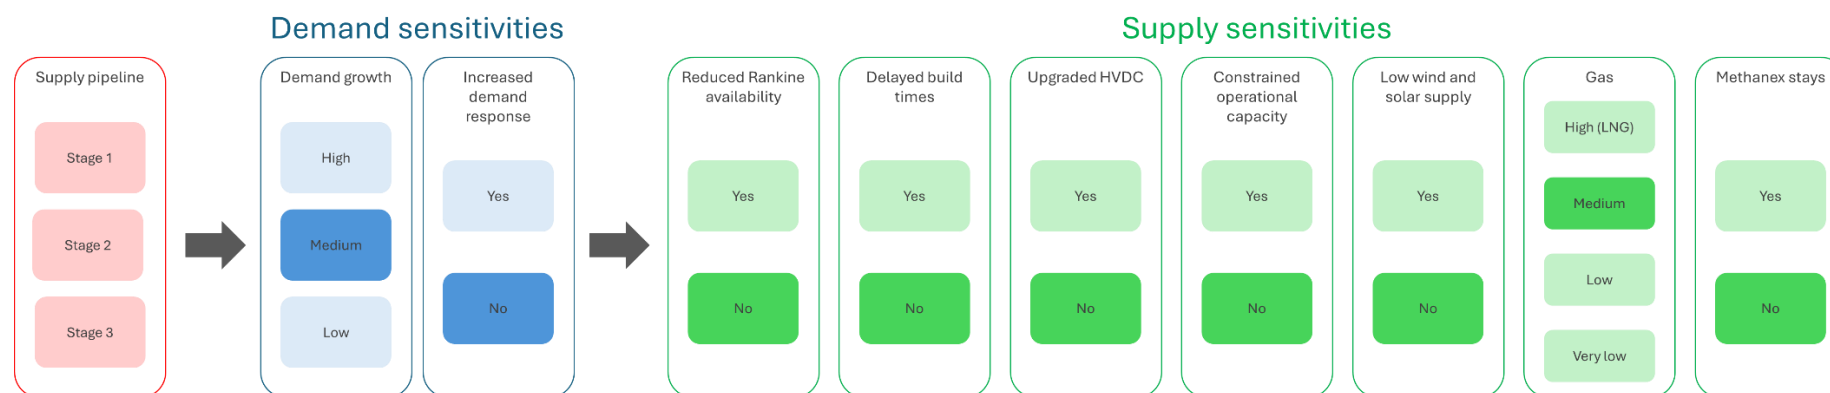 Demand sensitivities
Supply sensitivities
Supply pipeline
Stage 1
Stage 2
Stage 3
Demand growth
High
Medium
Low
Increased
demand
response
Yes
No
Reduced Rankine
availability
Yes
No
Delayed build
times
Yes
No
Upgraded HVDC
Yes
No
Constrained
operational
capacity
Yes
No
Low wind and
solar supply
Yes
No
Gas
High (LNG)
Medium
Low
Very low
Methanex stays
Yes
No